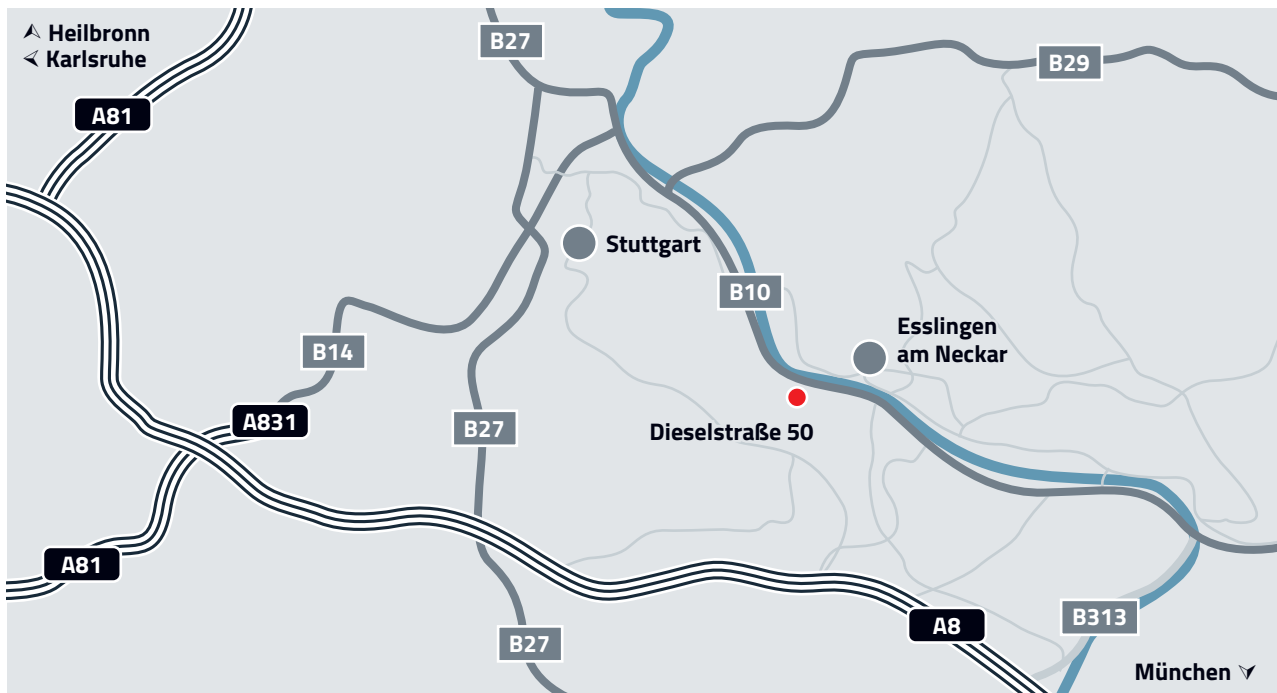 Heilbronn
Karlsruhe
B27
B29
A81
Stuttgart
B10
Esslingen
am Neckar
B14
A831
B27
Dieselstraße 50
A81
B313
A8
B27
München